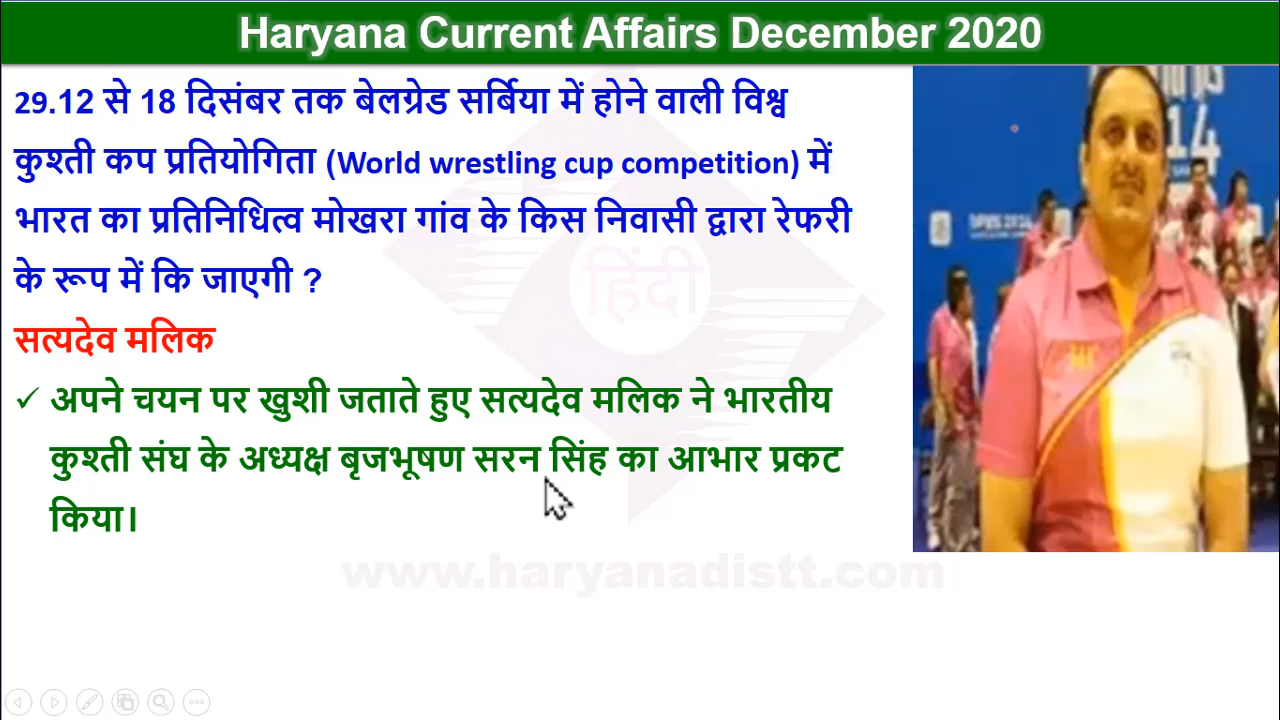 Haryana Current Affairs December 2020
29.12 से 18 दिसंबर तक बेलग्रेड सर्बिया में होने वाली विश्व
कुश्ती कप प्रतियोगिता (World wrestling cup competition) में
भारत का प्रतिनिधित्व मोखरा गांव के किस निवासी द्वारा रेफरी
के रूप में कि जाएगी ?
सत्यदेव मलिक
✓ अपने चयन पर खुशी जताते हुए सत्यदेव मलिक ने भारतीय
कुश्ती संघ के अध्यक्ष बृजभूषण सरन सिंह का आभार प्रकट
किया।
हिंदी
www.haryanadistt.com
14